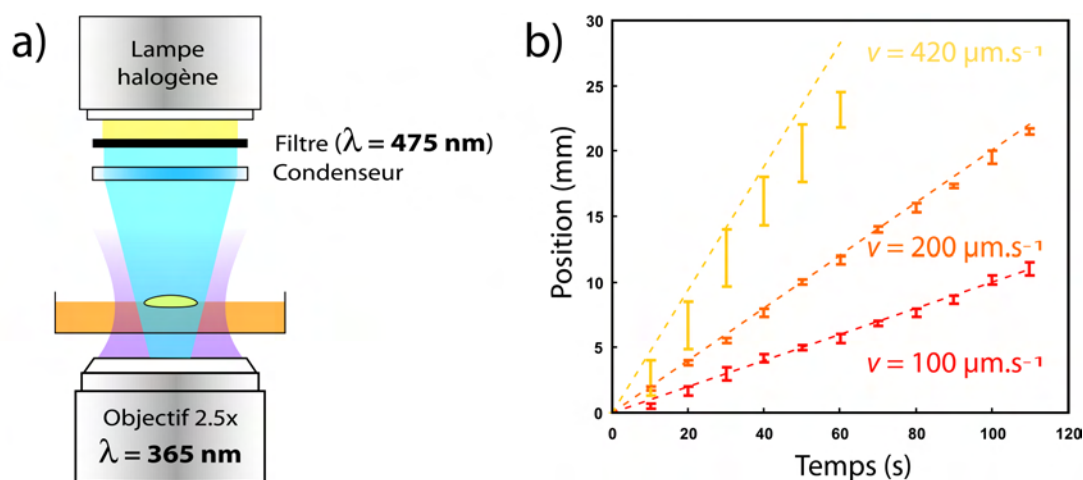 a)
Lampe
halogène
Filtre (λ = 475 nm)
Condenseur
Objectif 2.5x
λ = 365 nm
b)
Position (mm)
30
25
20
15
10
5
0
v = 420 µm.s⁻¹
v = 200 µm.s⁻¹
v = 100 µm.s⁻¹
0 20 40 60 80 100 120
Temps (s)